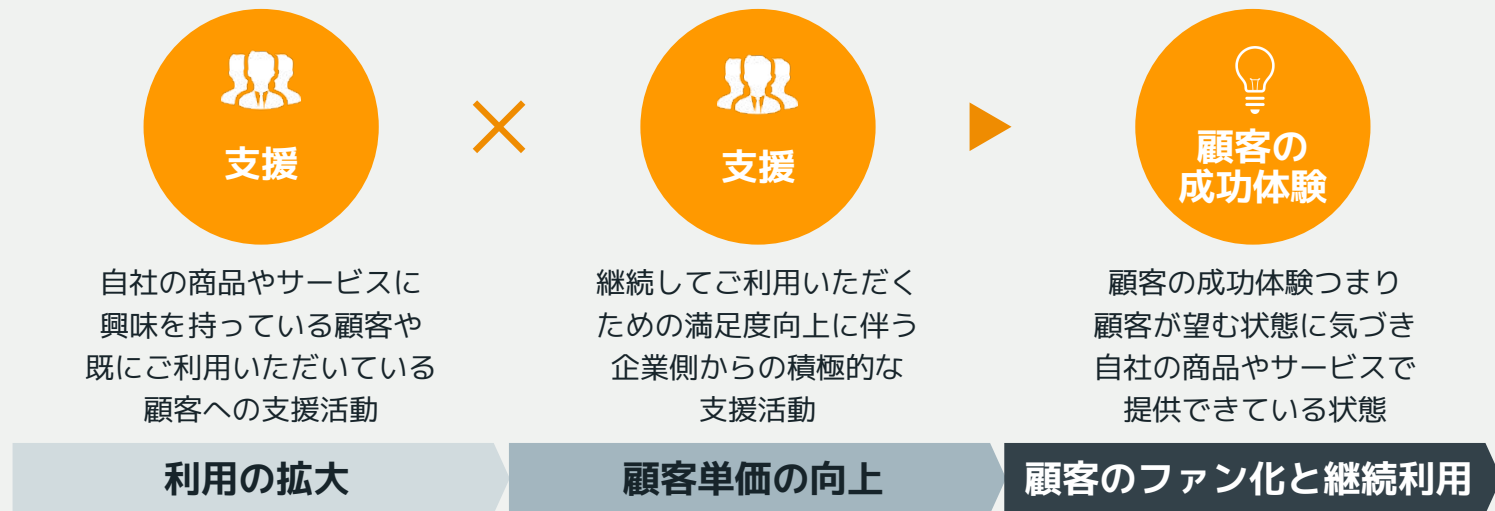 支援
自社の商品やサービスに
興味を持っている顧客や
既にご利用いただいている
顧客への支援活動
利用の拡大
支援
継続してご利用いただく
ための満足度向上に伴う
企業側からの積極的な
支援活動
顧客単価の向上
顧客の
成功体験
顧客の成功体験つまり
顧客が望む状態に気づき
自社の商品やサービスで
提供できている状態
顧客のファン化と継続利用